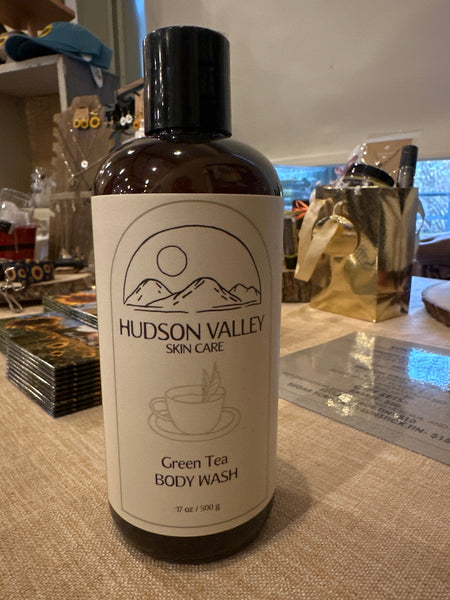 HUDSON VALLEY
SKIN CARE
Green Tea
BODY WASH
17 oz / 500 g